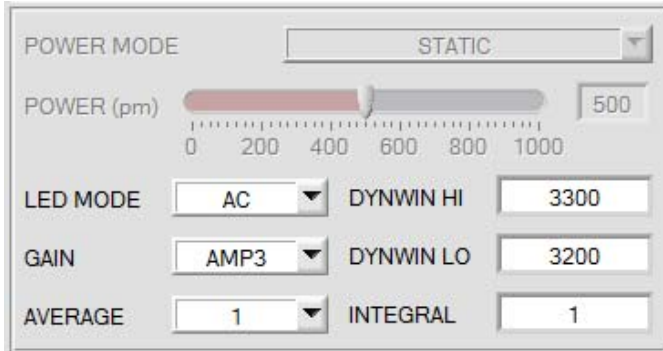 POWER MODE STATIC
POWER (pm) 500
0 200 400 600 800 1000
LED MODE AC DYNWIN HI 3300
GAIN AMP3 DYNWIN LO 3200
AVERAGE 1 INTEGRAL 1